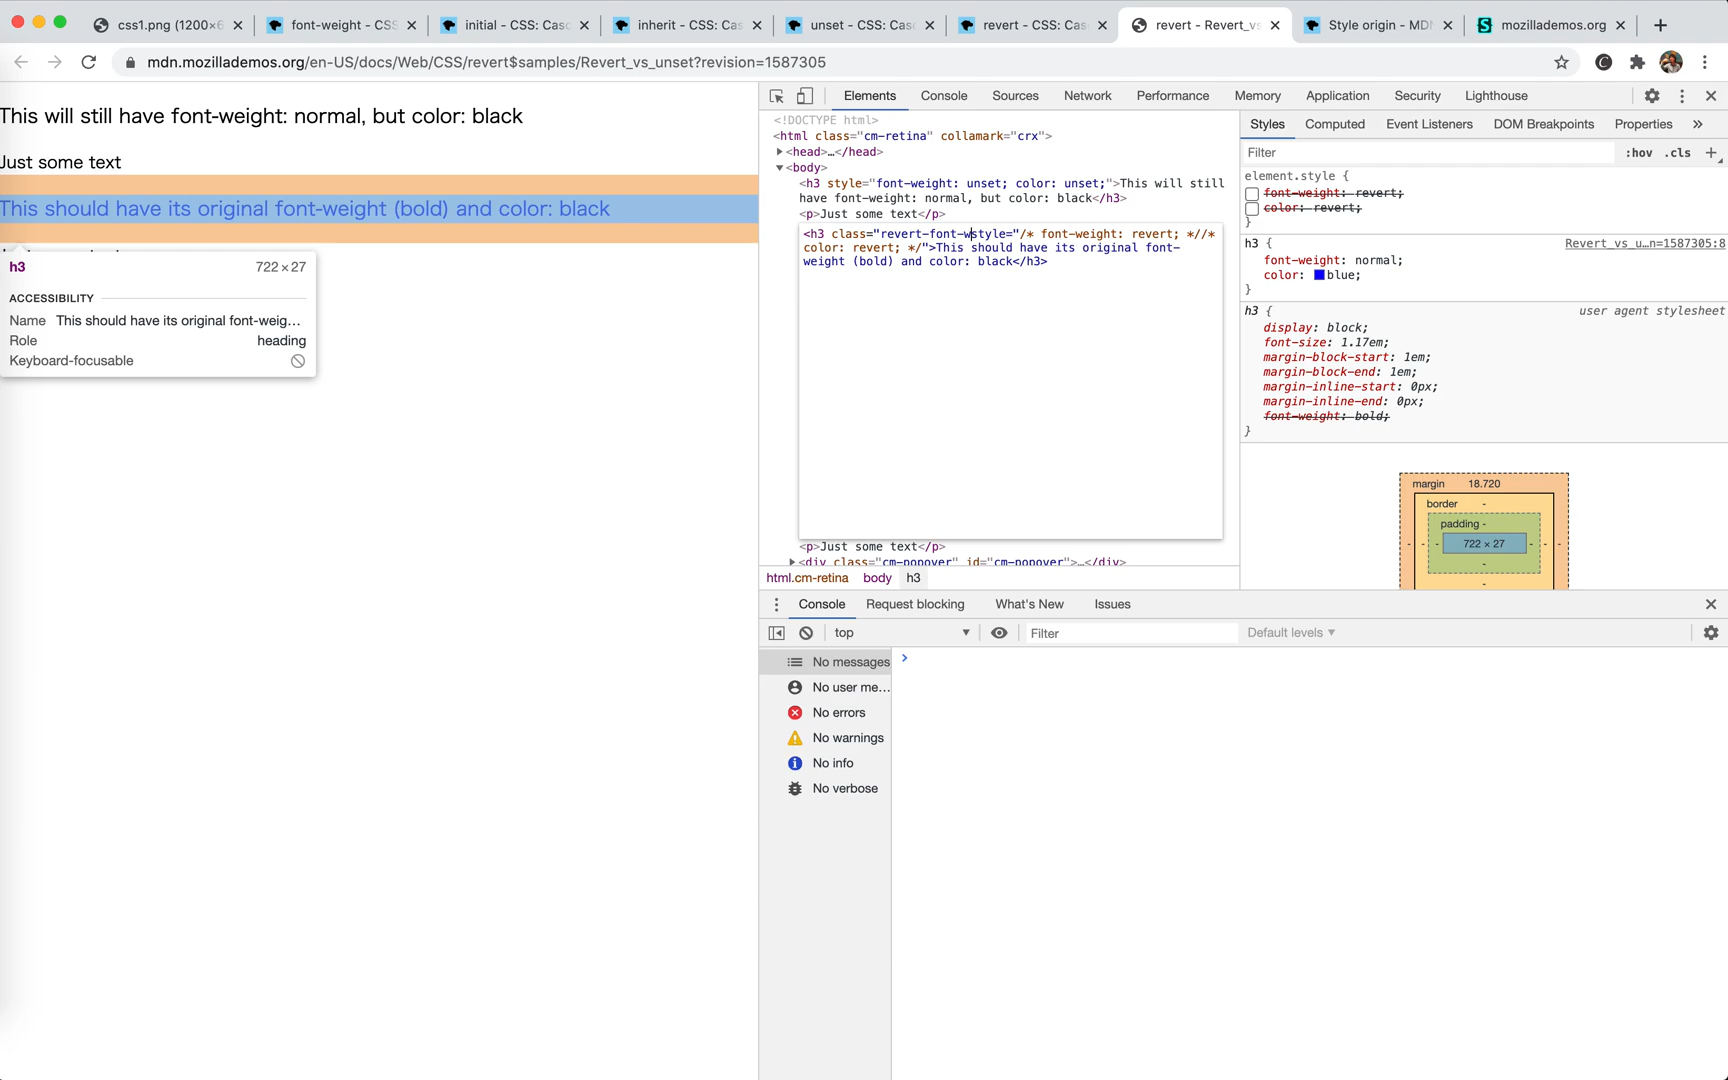 css1.png (1200×6
font-weight - CSS
initial - CSS: Casc
inherit - CSS: Cas
unset - CSS: Cas
revert - CSS: Cas
revert - Revert_vs
Style origin - MDN
mozillademos.org
mdn.mozillademos.org/en-US/docs/Web/CSS/revert$samples/Revert_vs_unset?revision=1587305
This will still have font-weight: normal, but color: black
Just some text
This should have its original font-weight (bold) and color: black
h3 722 × 27
ACCESSIBILITY
Name This should have its original font-weig…
Role heading
Keyboard-focusable
Elements Console Sources Network Performance Memory Application Security Lighthouse
<!DOCTYPE html>
<html class="cm-retina" collamark="crx">
<head>…</head>
<body>
<h3 style="font-weight: unset; color: unset;">This will still
have font-weight: normal, but color: black</h3>
<p>Just some text</p>
<h3 class="revert-font-wstyle="/* font-weight: revert; *//*
color: revert; */">This should have its original font-
weight (bold) and color: black</h3>
<p>Just some text</p>
<div class="cm-popover" id="cm-popover">…</div>
html.cm-retina body h3
Styles Computed Event Listeners DOM Breakpoints Properties »
Filter :hov .cls +
element.style {
font-weight: revert;
color: revert;
}
h3 { Revert_vs_u…n=1587305:8
font-weight: normal;
color: blue;
}
h3 { user agent stylesheet
display: block;
font-size: 1.17em;
margin-block-start: 1em;
margin-block-end: 1em;
margin-inline-start: 0px;
margin-inline-end: 0px;
font-weight: bold;
}
margin 18.720
border -
padding -
- - - 722 × 27 - - -
-
-
Console Request blocking What's New Issues
top Filter Default levels
No messages
No user me…
No errors
No warnings
No info
No verbose